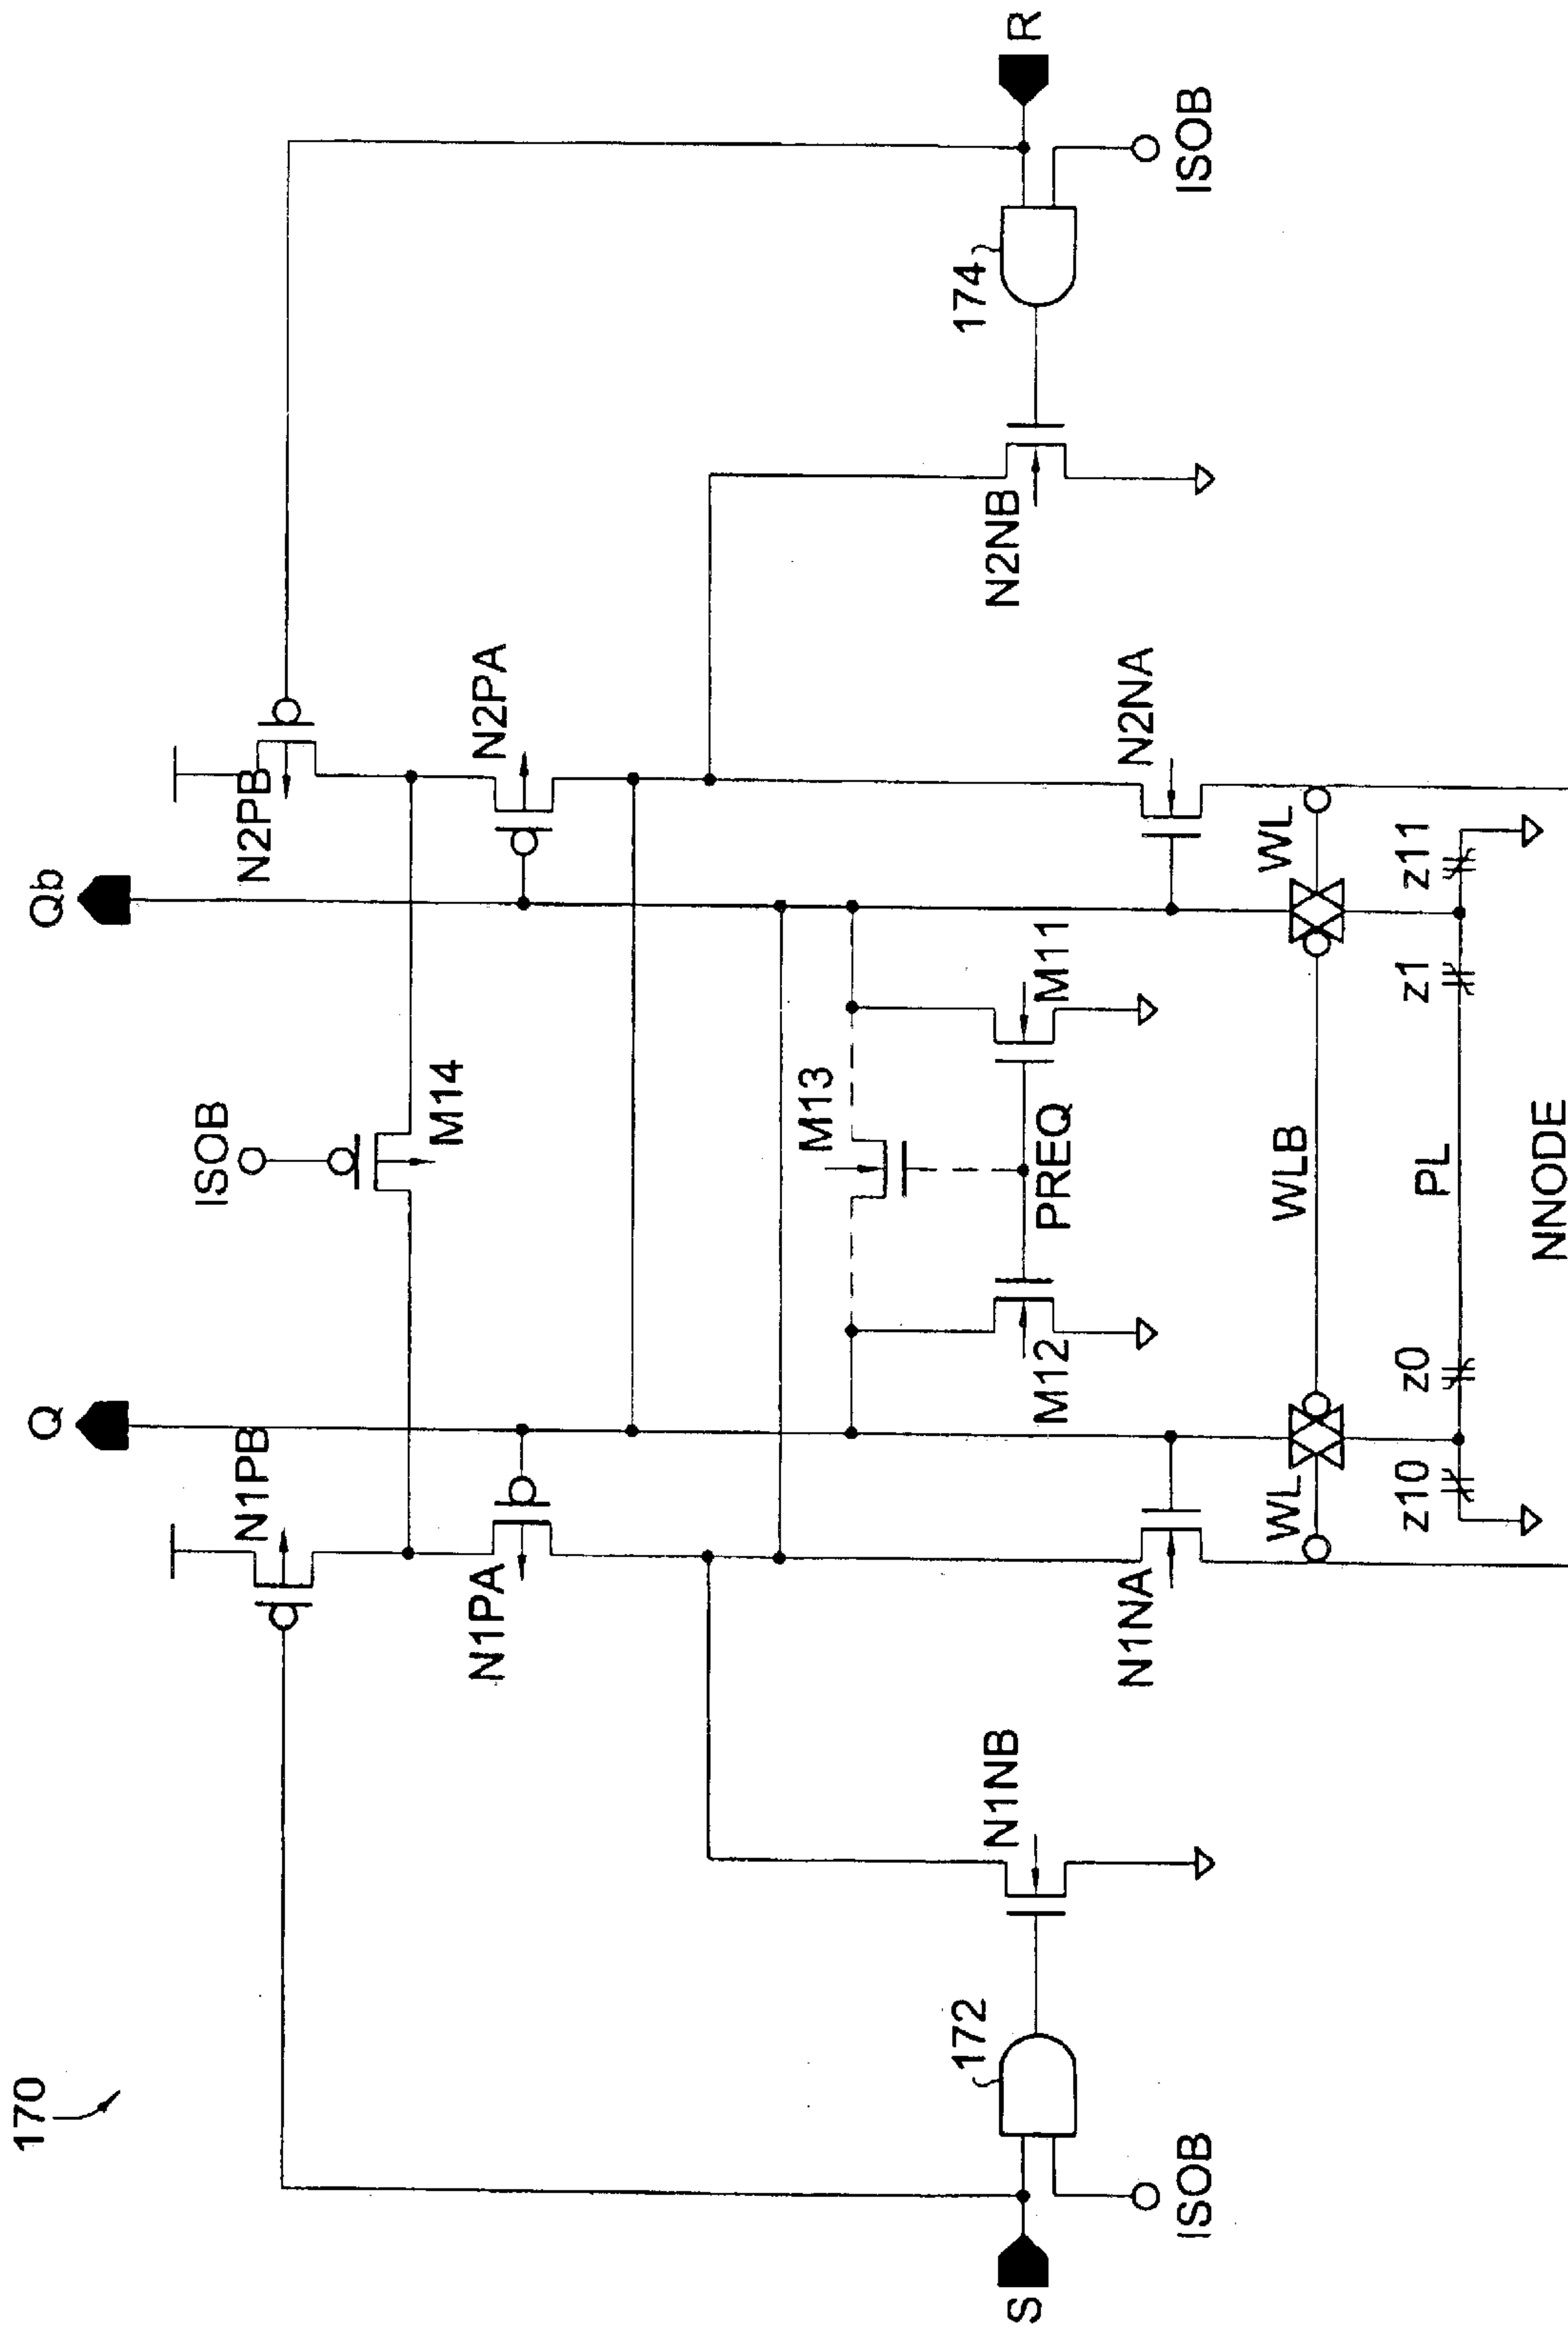 170
Q
Qb
N1PB
N2PB
ISOB
M14
N1PA
N2PA
M13
S
172
ISOB
N1NB
M12
PREQ
M11
N2NB
174
R
ISOB
N1NA
N2NA
WL
WLB
WL
z10
z0
PL
z1
z11
NNODE